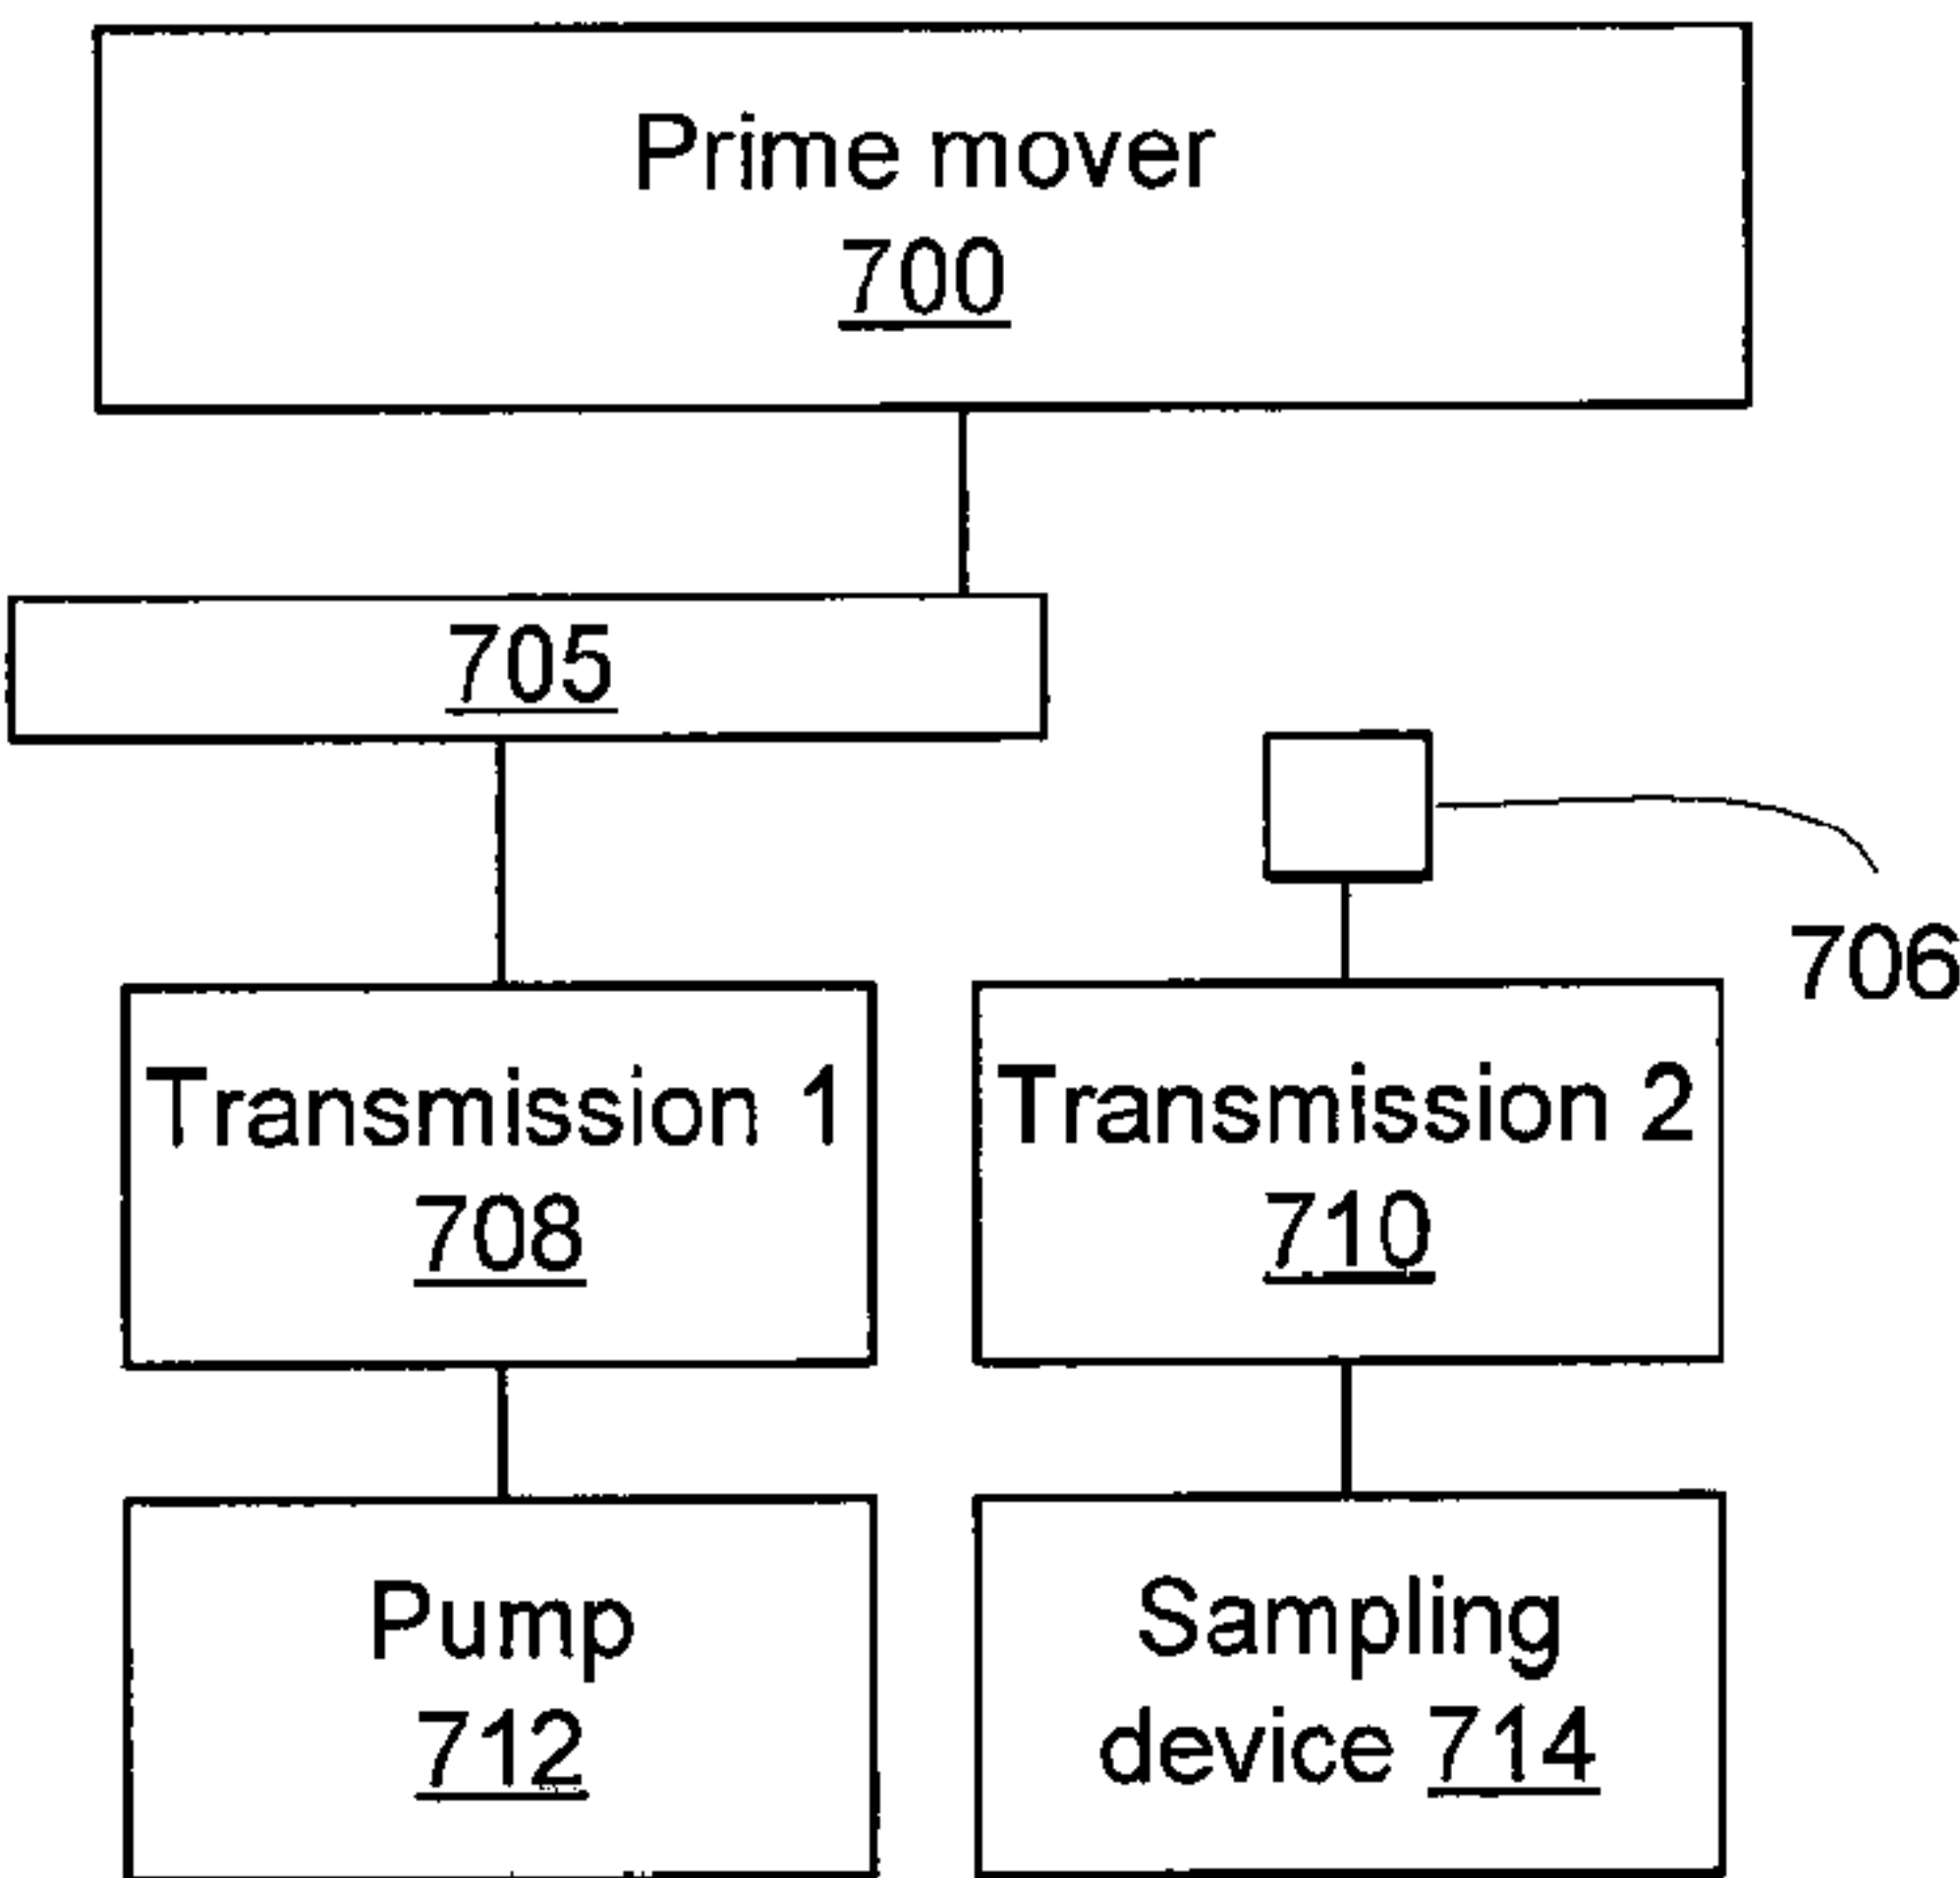 Prime mover
700
705
706
Transmission 1
708
Transmission 2
710
Pump
712
Sampling
device 714